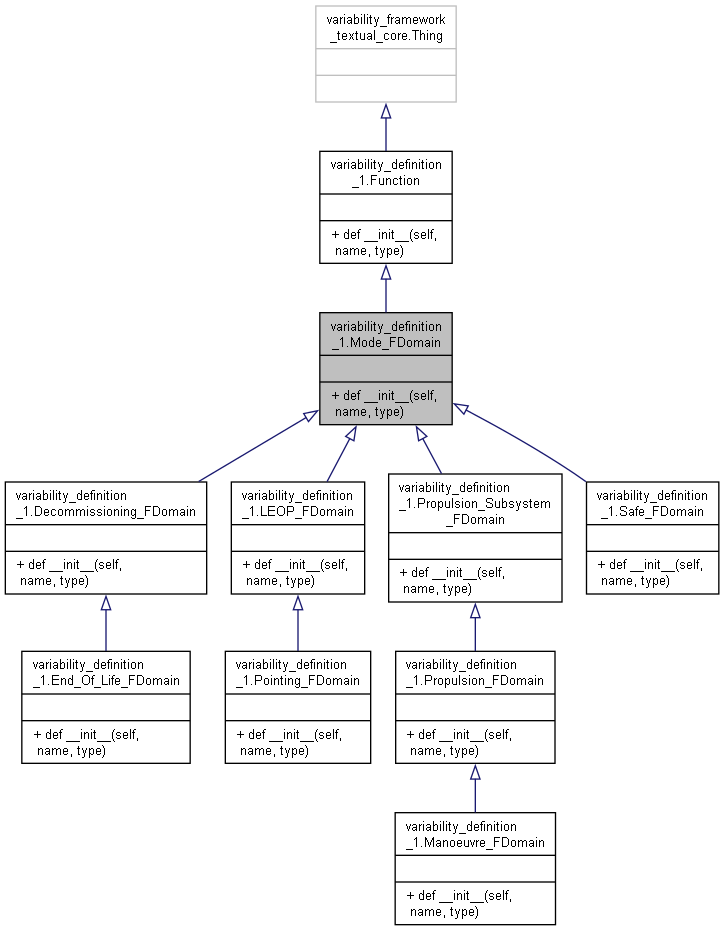 variability_framework
_textual_core.Thing
variability_definition
_1.Function
+ def __init__(self,
name, type)
variability_definition
_1.Mode_FDomain
+ def __init__(self,
name, type)
variability_definition
_1.Decommissioning_FDomain
+ def __init__(self,
name, type)
variability_definition
_1.LEOP_FDomain
+ def __init__(self,
name, type)
variability_definition
_1.Propulsion_Subsystem
_FDomain
+ def __init__(self,
name, type)
variability_definition
_1.Safe_FDomain
+ def __init__(self,
name, type)
variability_definition
_1.End_Of_Life_FDomain
+ def __init__(self,
name, type)
variability_definition
_1.Pointing_FDomain
+ def __init__(self,
name, type)
variability_definition
_1.Propulsion_FDomain
+ def __init__(self,
name, type)
variability_definition
_1.Manoeuvre_FDomain
+ def __init__(self,
name, type)